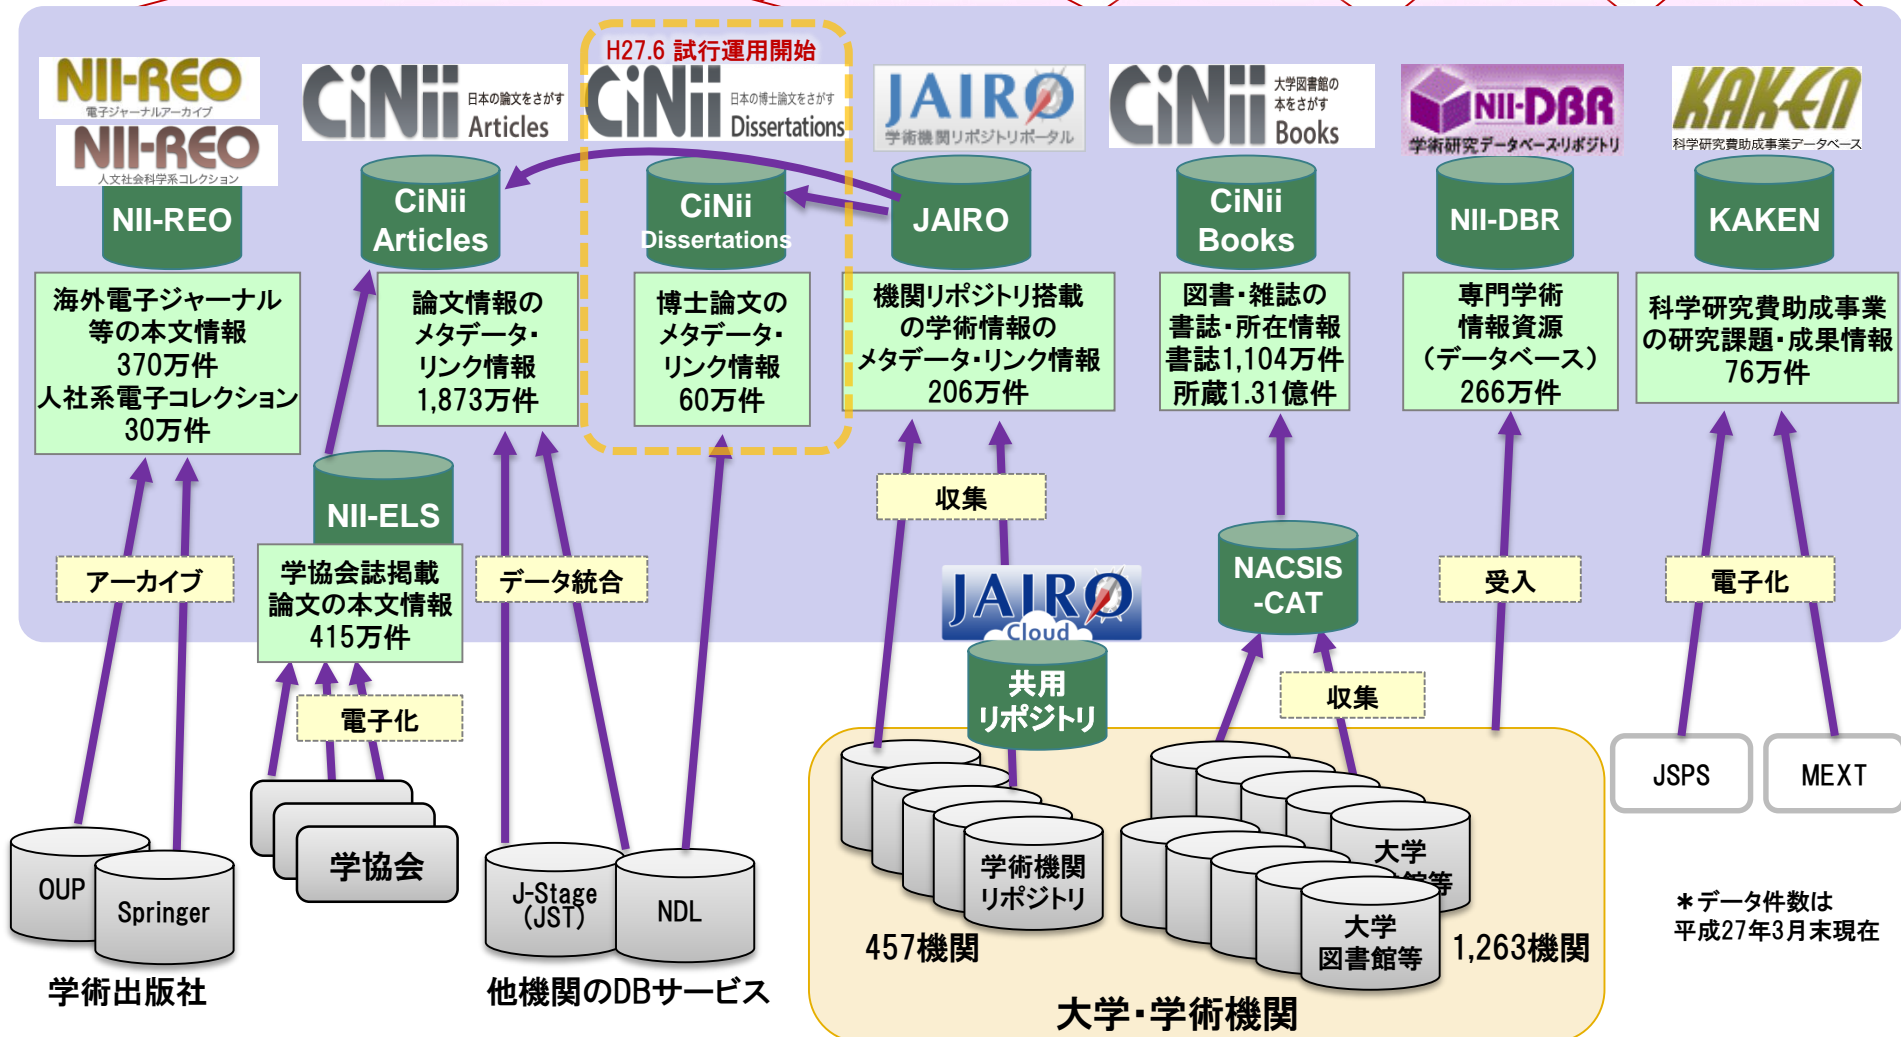 H27.6 試行運用開始
NII-REO
電子ジャーナルアーカイブ
NII-REO
人文社会科学系コレクション
CiNii
日本の論文をさがす
Articles
CiNii
日本の博士論文をさがす
Dissertations
JAIRO
学術機関リポジトリポータル
CiNii
大学図書館の
本をさがす
Books
NII-DBR
学術研究データベース・リポジトリ
KAKEN
科学研究費助成事業データベース
NII-REO
CiNii
Articles
CiNii
Dissertations
JAIRO
CiNii
Books
NII-DBR
KAKEN
海外電子ジャーナル
等の本文情報
370万件
人社系電子コレクション
30万件
論文情報の
メタデータ・
リンク情報
1,873万件
博士論文の
メタデータ・
リンク情報
60万件
機関リポジトリ搭載
の学術情報の
メタデータ・リンク情報
206万件
図書・雑誌の
書誌・所在情報
書誌1,104万件
所蔵1.31億件
専門学術
情報資源
（データベース）
266万件
科学研究費助成事業
の研究課題・成果情報
76万件
NII-ELS
学協会誌掲載
論文の本文情報
415万件
アーカイブ
データ統合
収集
NACSIS
-CAT
受入
電子化
JAIRO
Cloud
共用
リポジトリ
電子化
収集
OUP
Springer
学術出版社
学協会
J-Stage
(JST)
NDL
他機関のDBサービス
学術機関
リポジトリ
457機関
大学
館等
大学
図書館等
1,263機関
大学・学術機関
JSPS
MEXT
＊データ件数は
平成27年3月末現在